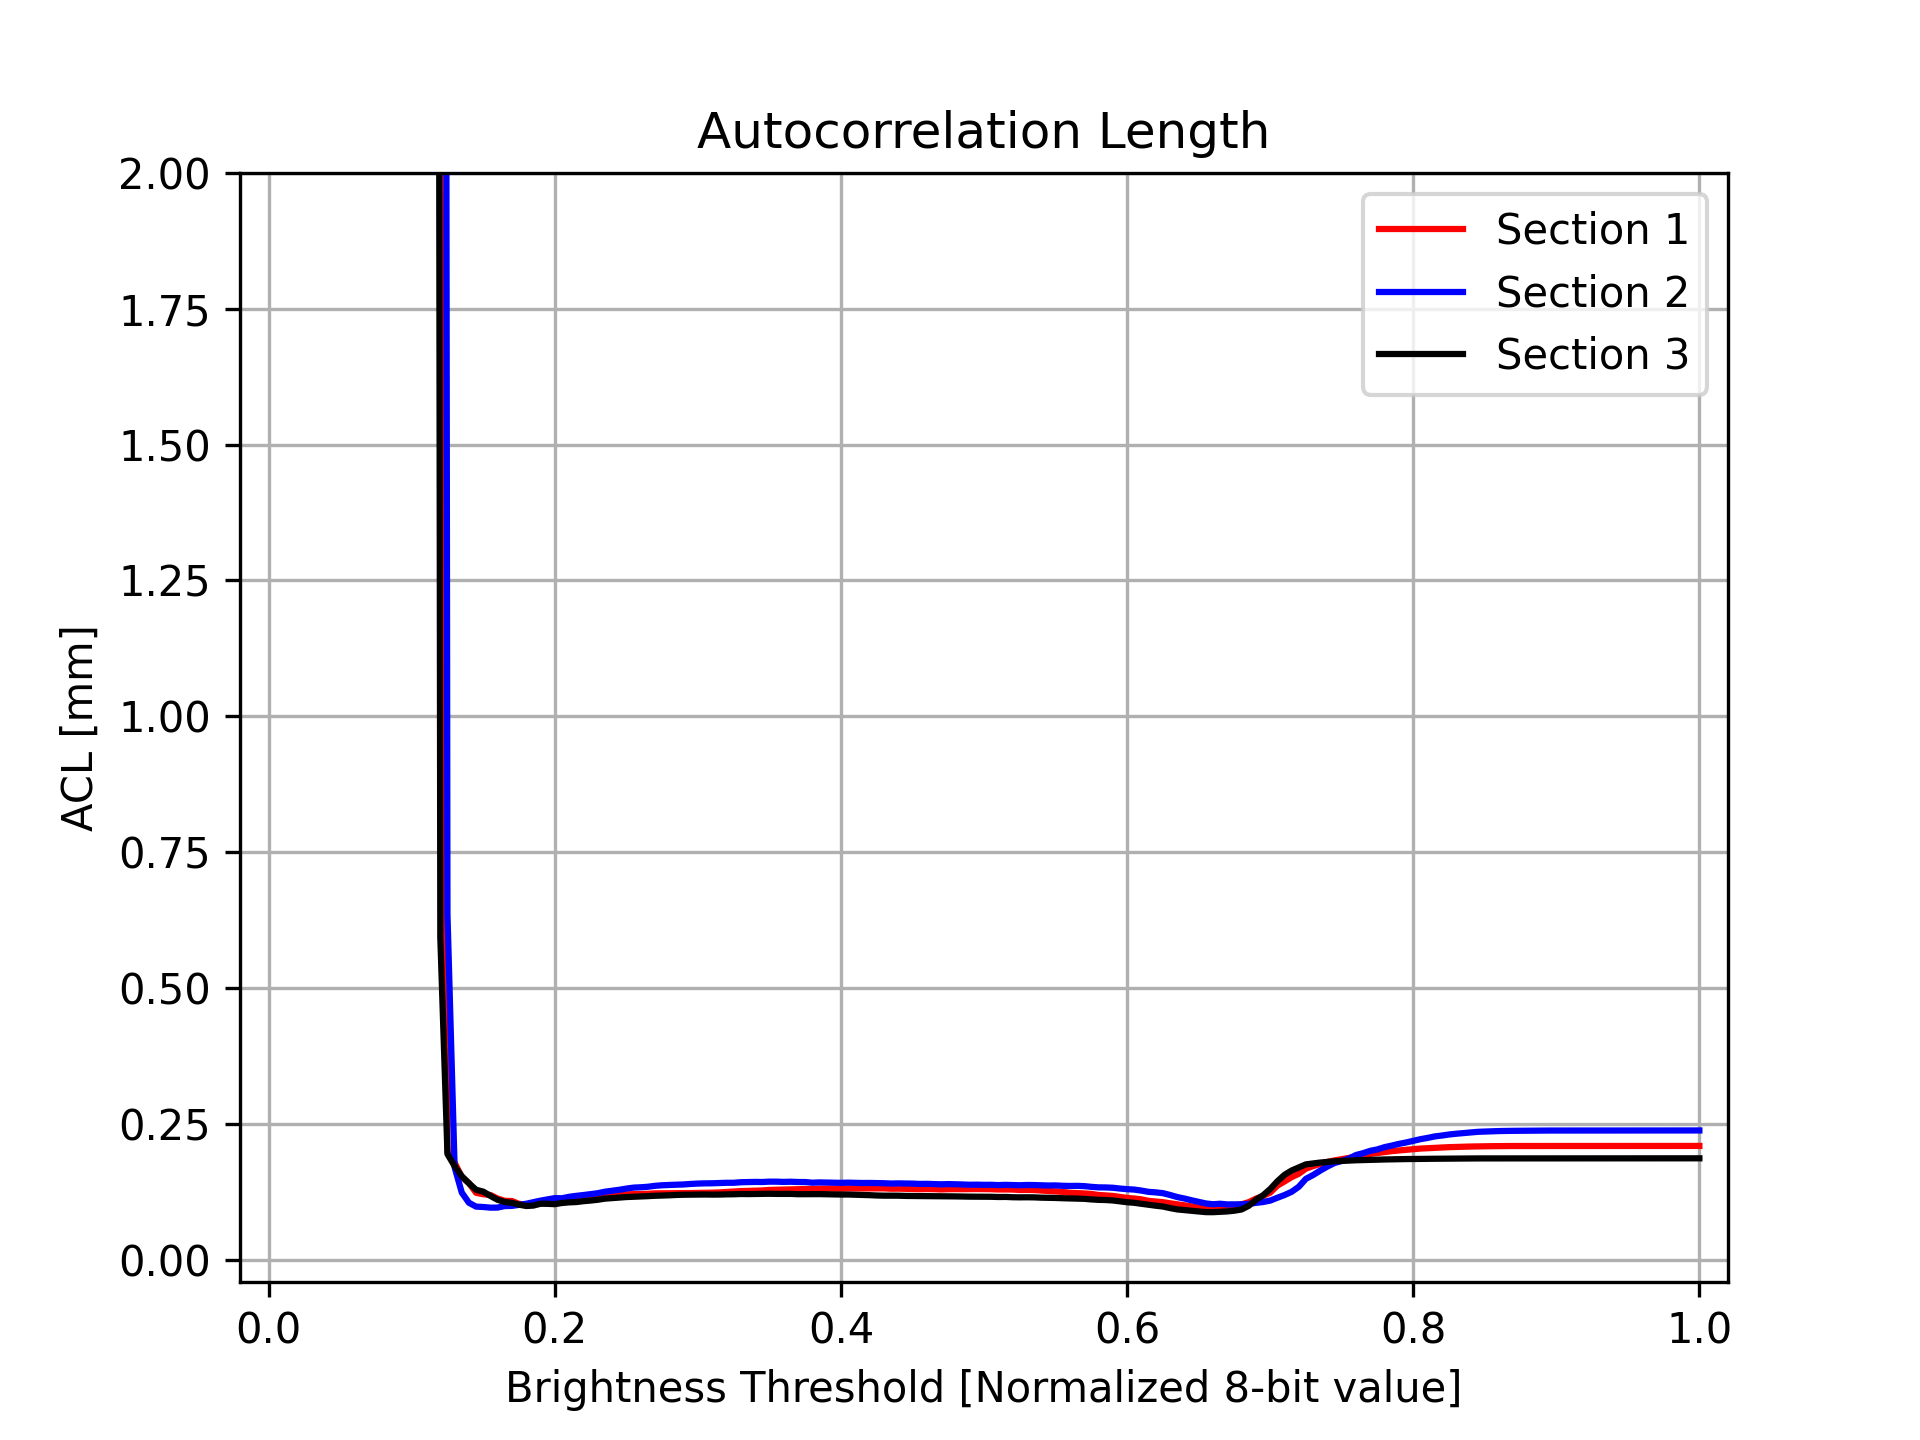 Autocorrelation Length
2.00
1.75
1.50
1.25
1.00
0.75
0.50
0.25
0.00
ACL [mm]
Section 1
Section 2
Section 3
0.0 0.2 0.4 0.6 0.8 1.0
Brightness Threshold [Normalized 8-bit value]